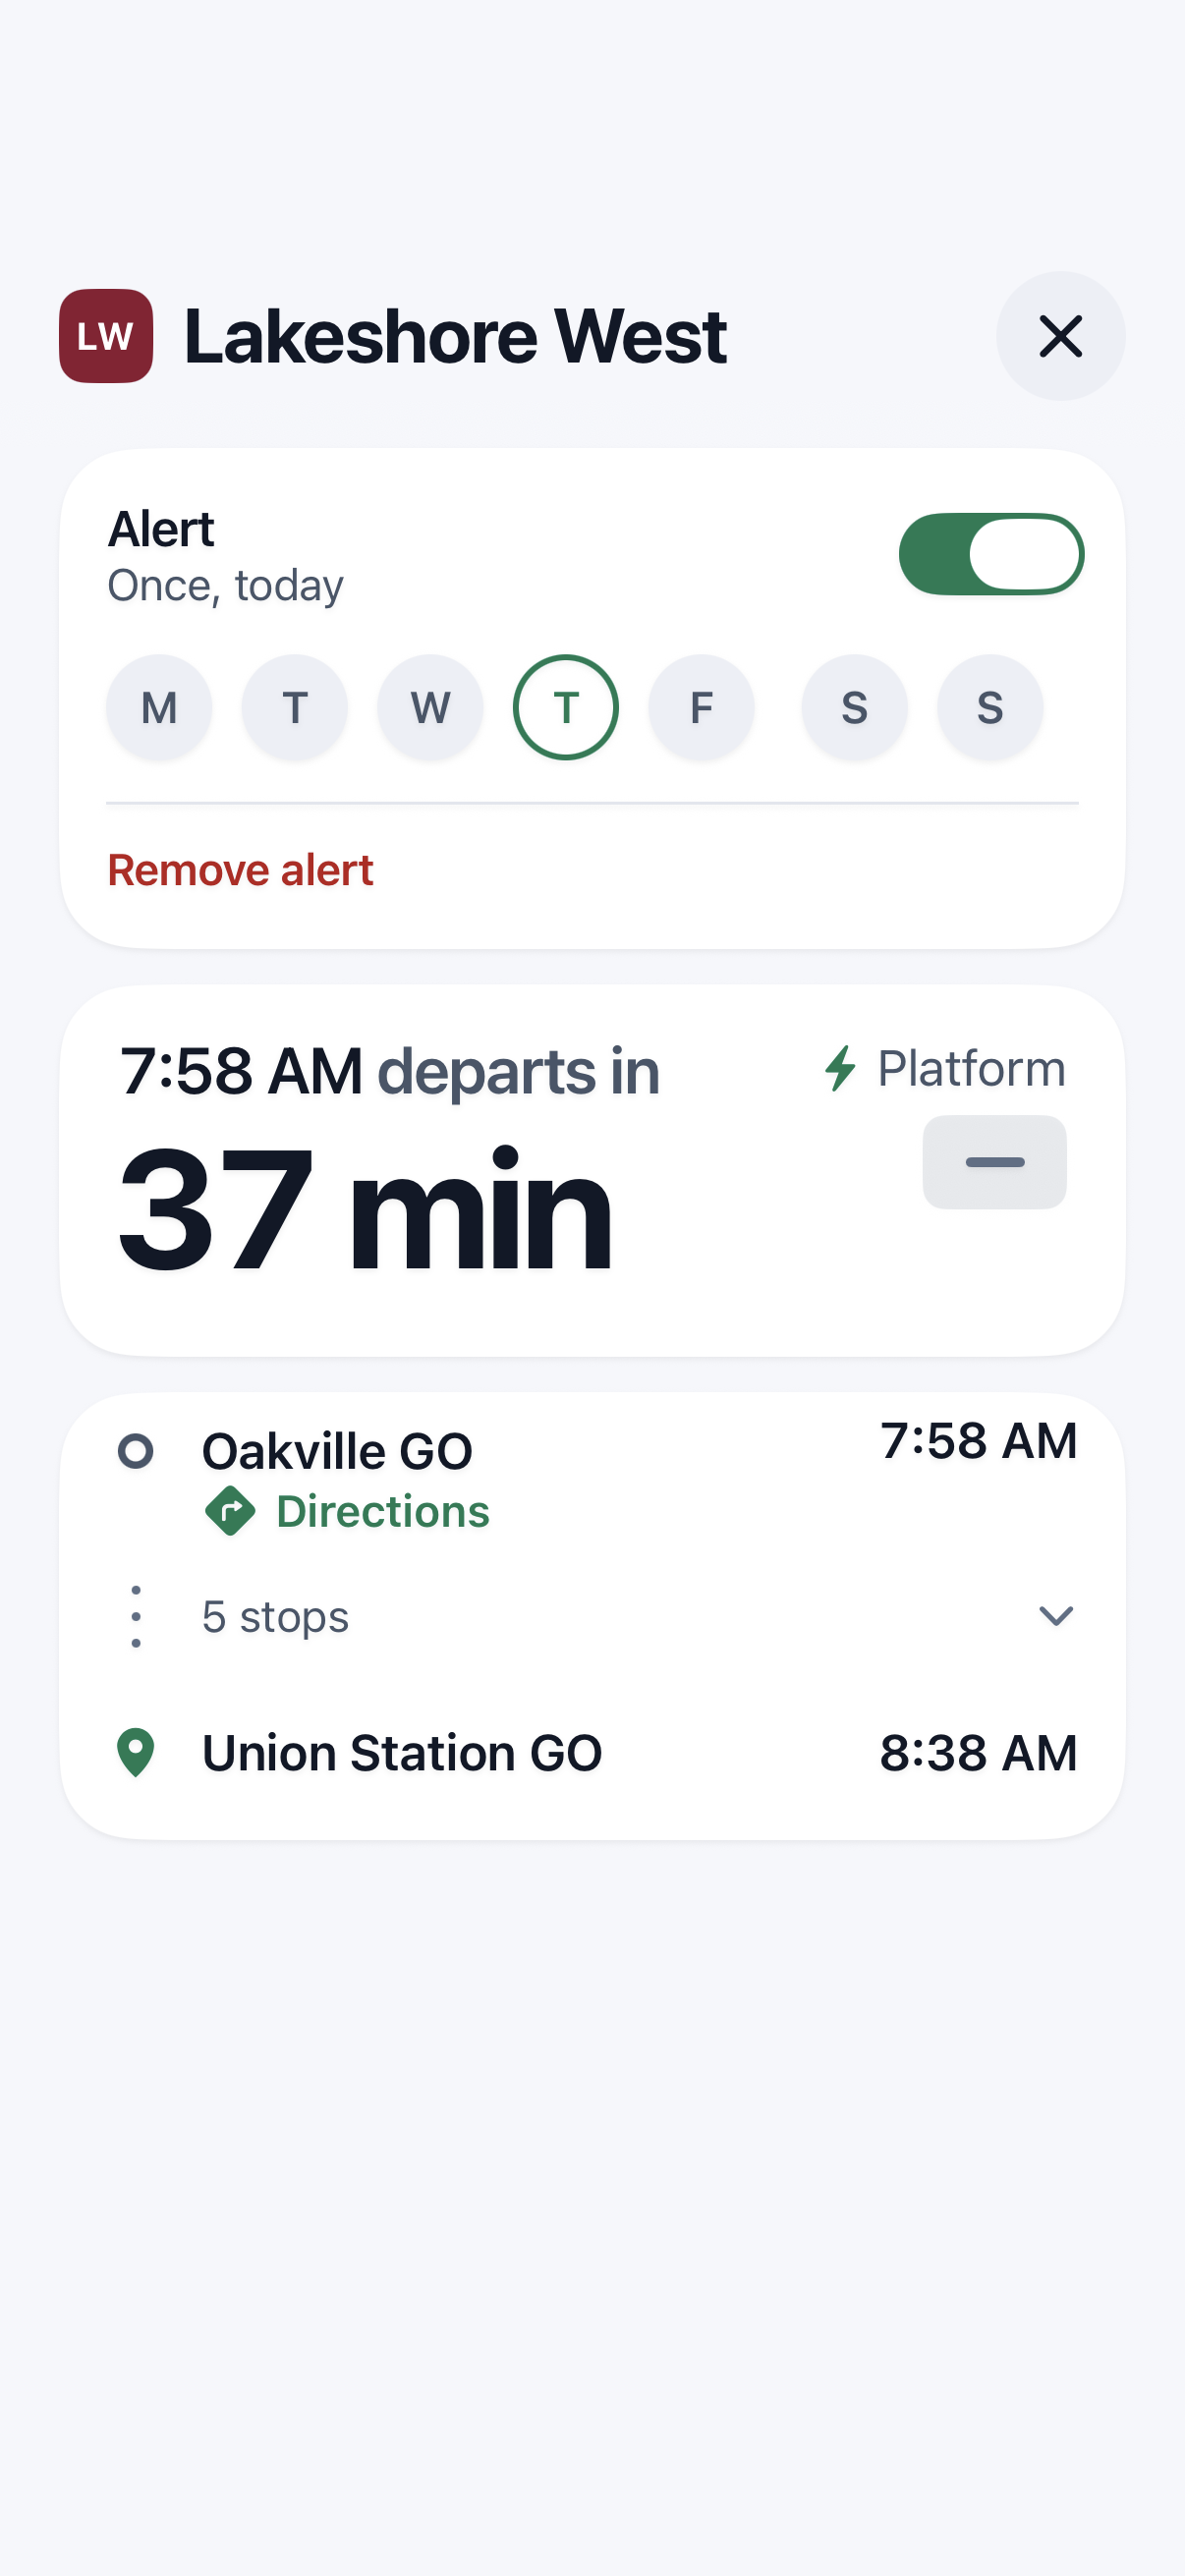 LW Lakeshore West
Alert
Once, today
M T W T F S S
Remove alert
7:58 AM departs in
Platform
37 min
—
Oakville GO 7:58 AM
Directions
5 stops
Union Station GO 8:38 AM